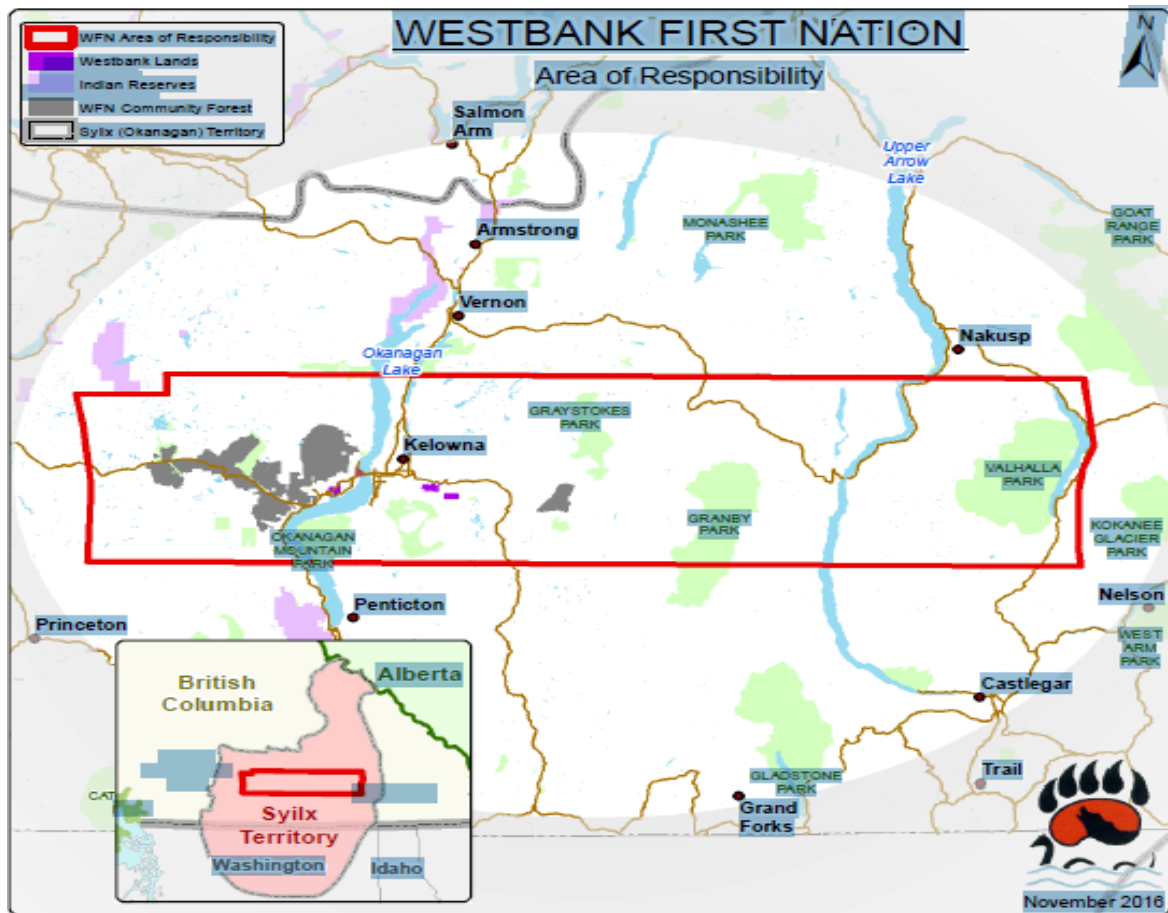 WESTBANK FIRST NATION
Area of Responsibility
N
WFN Area of Responsibility
Westbank Lands
Indian Reserves
WFN Community Forest
Sylix (Okanagan) Territory
Salmon
Arm
Upper
Arrow
Lake
MONASHEE
PARK
GOAT
RANGE
PARK
Armstrong
Vernon
Nakusp
Okanagan
Lake
GRAYSTOKES
PARK
Kelowna
VALHALLA
PARK
GRANBY
PARK
KOKANEE
GLACIER
PARK
OKANAGAN
MOUNTAIN
PARK
Penticton
Nelson
Princeton
WEST
ARM
PARK
Castlegar
Trail
GLADSTONE
PARK
Grand
Forks
British
Columbia
Alberta
CAT
Syilx
Territory
Washington
Idaho
November 2016